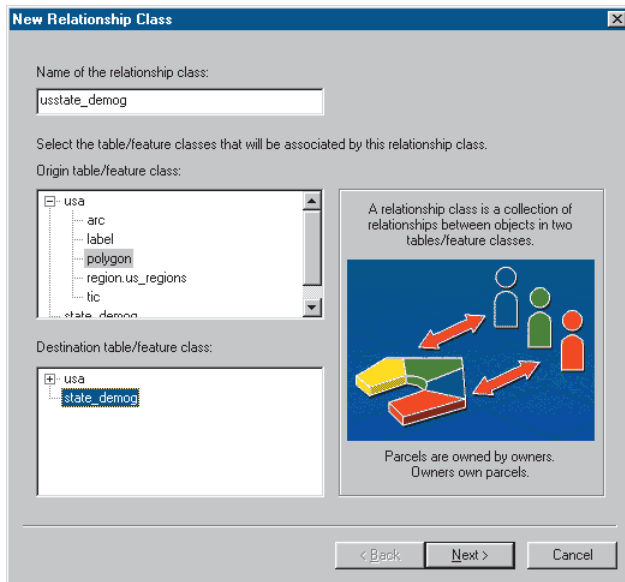 New Relationship Class
Name of the relationship class:
usstate_demog
Select the table/feature classes that will be associated by this relationship class.
Origin table/feature class:
usa
arc
label
polygon
region.us_regions
tic
state_demog
Destination table/feature class:
usa
state_demog
A relationship class is a collection of
relationships between objects in two
tables/feature classes.
Parcels are owned by owners.
Owners own parcels.
< Back
Next >
Cancel